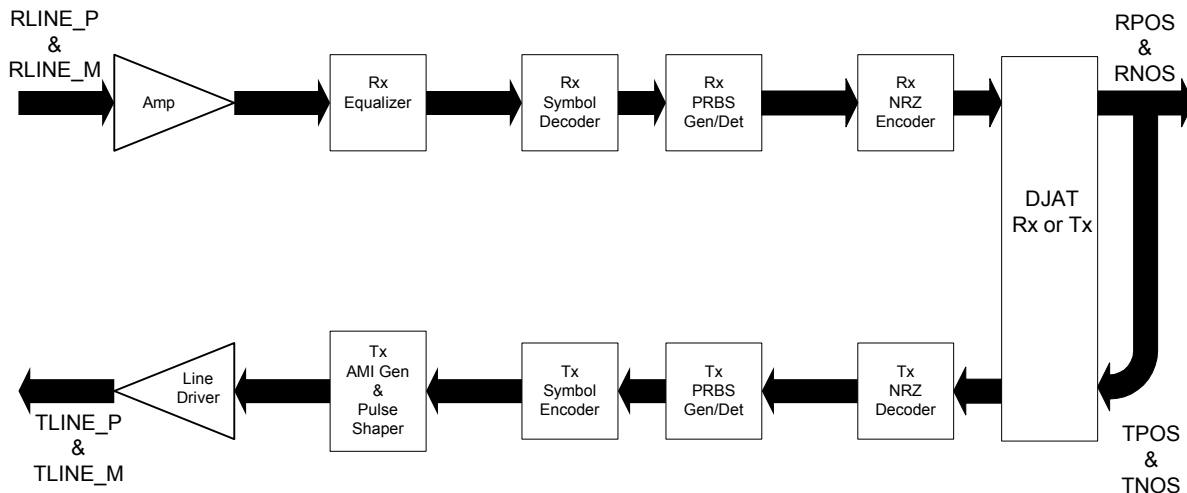 RLINE_P
&
RLINE_M
Amp
Rx
Equalizer
Rx
Symbol
Decoder
Rx
PRBS
Gen/Det
Rx
NRZ
Encoder
RPOS
&
RNOS
DJAT
Rx or Tx
Line
Driver
Tx
AMI Gen
&
Pulse
Shaper
Tx
Symbol
Encoder
Tx
PRBS
Gen/Det
Tx
NRZ
Decoder
TLINE_P
&
TLINE_M
TPOS
&
TNOS